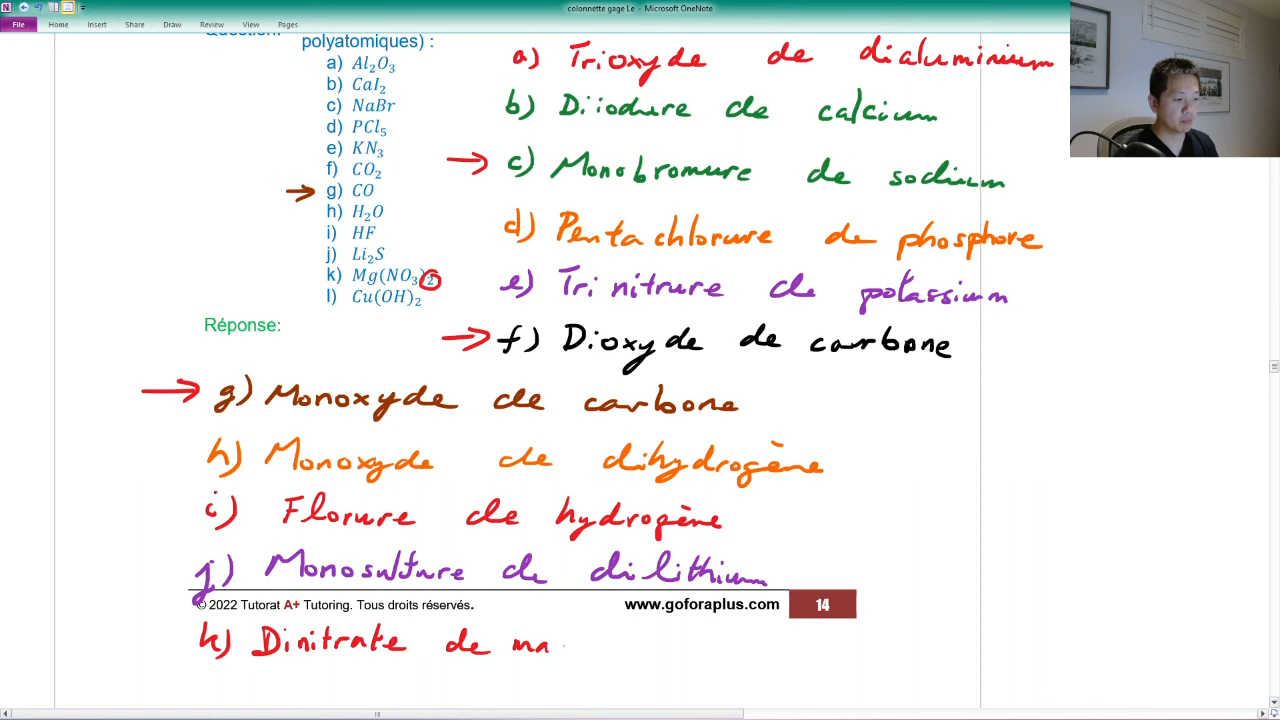 colonnette gage Le - Microsoft OneNote
File Home Insert Share Draw Review View Pages
Question:
polyatomiques) :
a) Al₂O₃
b) CaI₂
c) NaBr
d) PCl₅
e) KN₃
f) CO₂
g) CO
h) H₂O
i) HF
j) Li₂S
k) Mg(NO₃)₂
l) Cu(OH)₂
Réponse:
a) Trioxyde de dialuminium
b) Diiodure de calcium
c) Monobromure de sodium
d) Pentachlorure de phosphore
e) Trinitrure de potassium
f) Dioxyde de carbone
g) Monoxyde de carbone
h) Monoxyde de dihydrogène
i) Florure de hydrogène
j) Monosulfure de dilithium
© 2022 Tutorat A+ Tutoring. Tous droits réservés. www.goforaplus.com 14
k) Dinitrate de ma